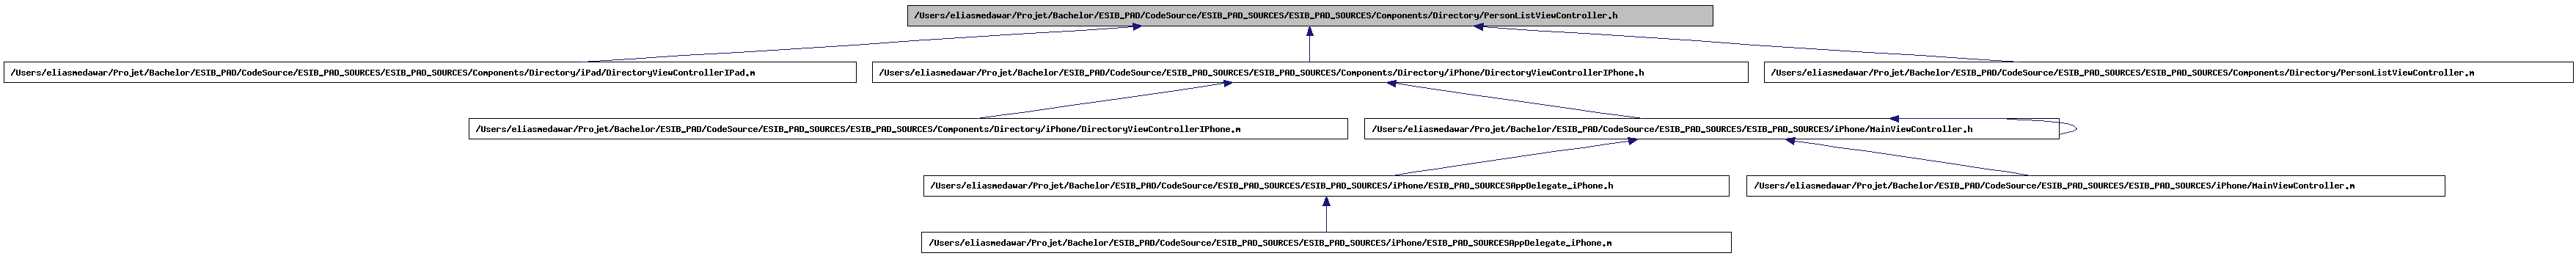 /Users/eliasmedawar/Projet/Bachelor/ESIB_PAD/CodeSource/ESIB_PAD_SOURCES/ESIB_PAD_SOURCES/Components/Directory/PersonListViewController.h
/Users/eliasmedawar/Projet/Bachelor/ESIB_PAD/CodeSource/ESIB_PAD_SOURCES/ESIB_PAD_SOURCES/Components/Directory/iPad/DirectoryViewControllerIPad.m
/Users/eliasmedawar/Projet/Bachelor/ESIB_PAD/CodeSource/ESIB_PAD_SOURCES/ESIB_PAD_SOURCES/Components/Directory/iPhone/DirectoryViewControllerIPhone.h
/Users/eliasmedawar/Projet/Bachelor/ESIB_PAD/CodeSource/ESIB_PAD_SOURCES/ESIB_PAD_SOURCES/Components/Directory/PersonListViewController.m
/Users/eliasmedawar/Projet/Bachelor/ESIB_PAD/CodeSource/ESIB_PAD_SOURCES/ESIB_PAD_SOURCES/Components/Directory/iPhone/DirectoryViewControllerIPhone.m
/Users/eliasmedawar/Projet/Bachelor/ESIB_PAD/CodeSource/ESIB_PAD_SOURCES/ESIB_PAD_SOURCES/iPhone/MainViewController.h
/Users/eliasmedawar/Projet/Bachelor/ESIB_PAD/CodeSource/ESIB_PAD_SOURCES/ESIB_PAD_SOURCES/iPhone/ESIB_PAD_SOURCESAppDelegate_iPhone.h
/Users/eliasmedawar/Projet/Bachelor/ESIB_PAD/CodeSource/ESIB_PAD_SOURCES/ESIB_PAD_SOURCES/iPhone/MainViewController.m
/Users/eliasmedawar/Projet/Bachelor/ESIB_PAD/CodeSource/ESIB_PAD_SOURCES/ESIB_PAD_SOURCES/iPhone/ESIB_PAD_SOURCESAppDelegate_iPhone.m